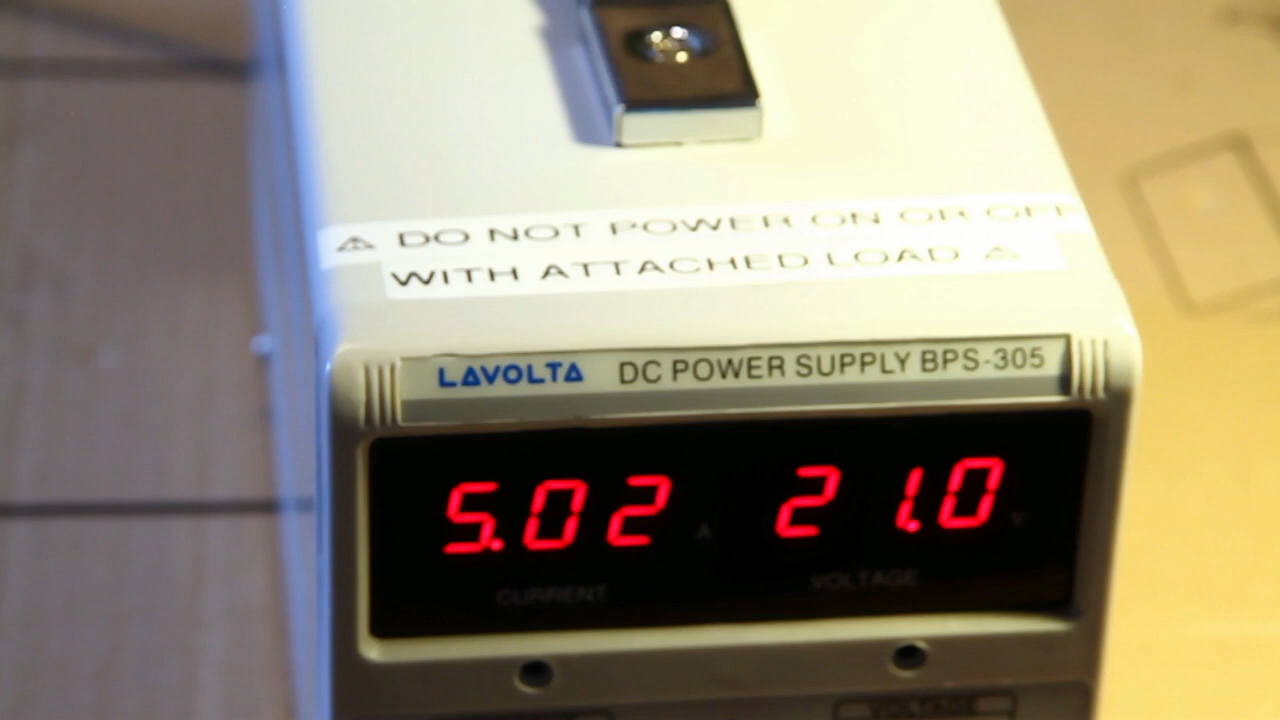 ⚠ DO NOT POWER ON OR OFF
WITH ATTACHED LOAD ⚠
LAVOLTA DC POWER SUPPLY BPS-305
5.02 A 21.0 V
CURRENT VOLTAGE
VOLTAGE